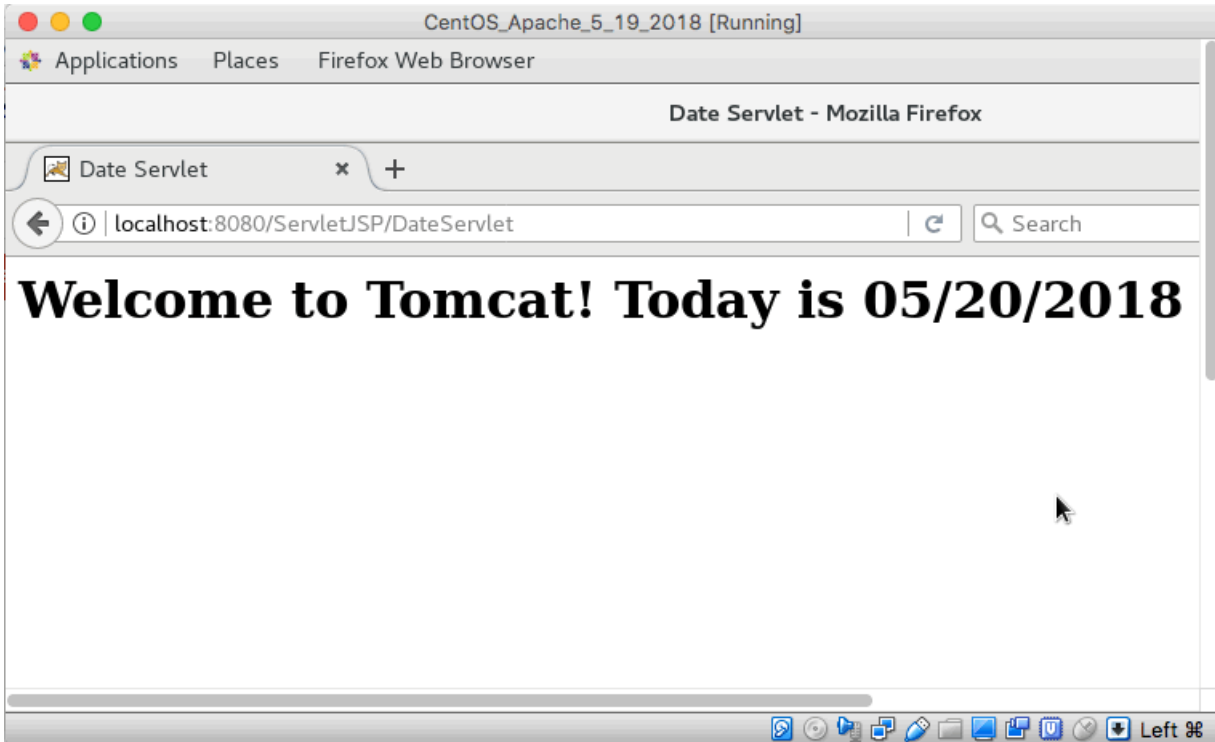 CentOS_Apache_5_19_2018 [Running]
Applications Places Firefox Web Browser
Date Servlet - Mozilla Firefox
Date Servlet
localhost:8080/ServletJSP/DateServlet Search
Welcome to Tomcat! Today is 05/20/2018
Left ⌘